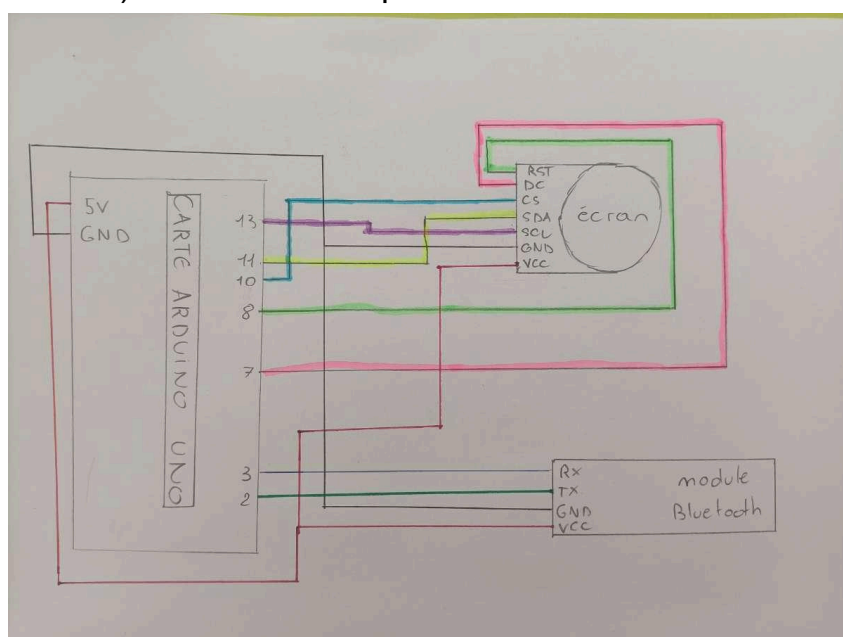 5V
GND
CARTE ARDUINO UNO
13
11
10
8
7
3
2
RST
DC
CS
SDA
SCL
GND
VCC
écran
RX
TX
GND
VCC
module
Bluetooth